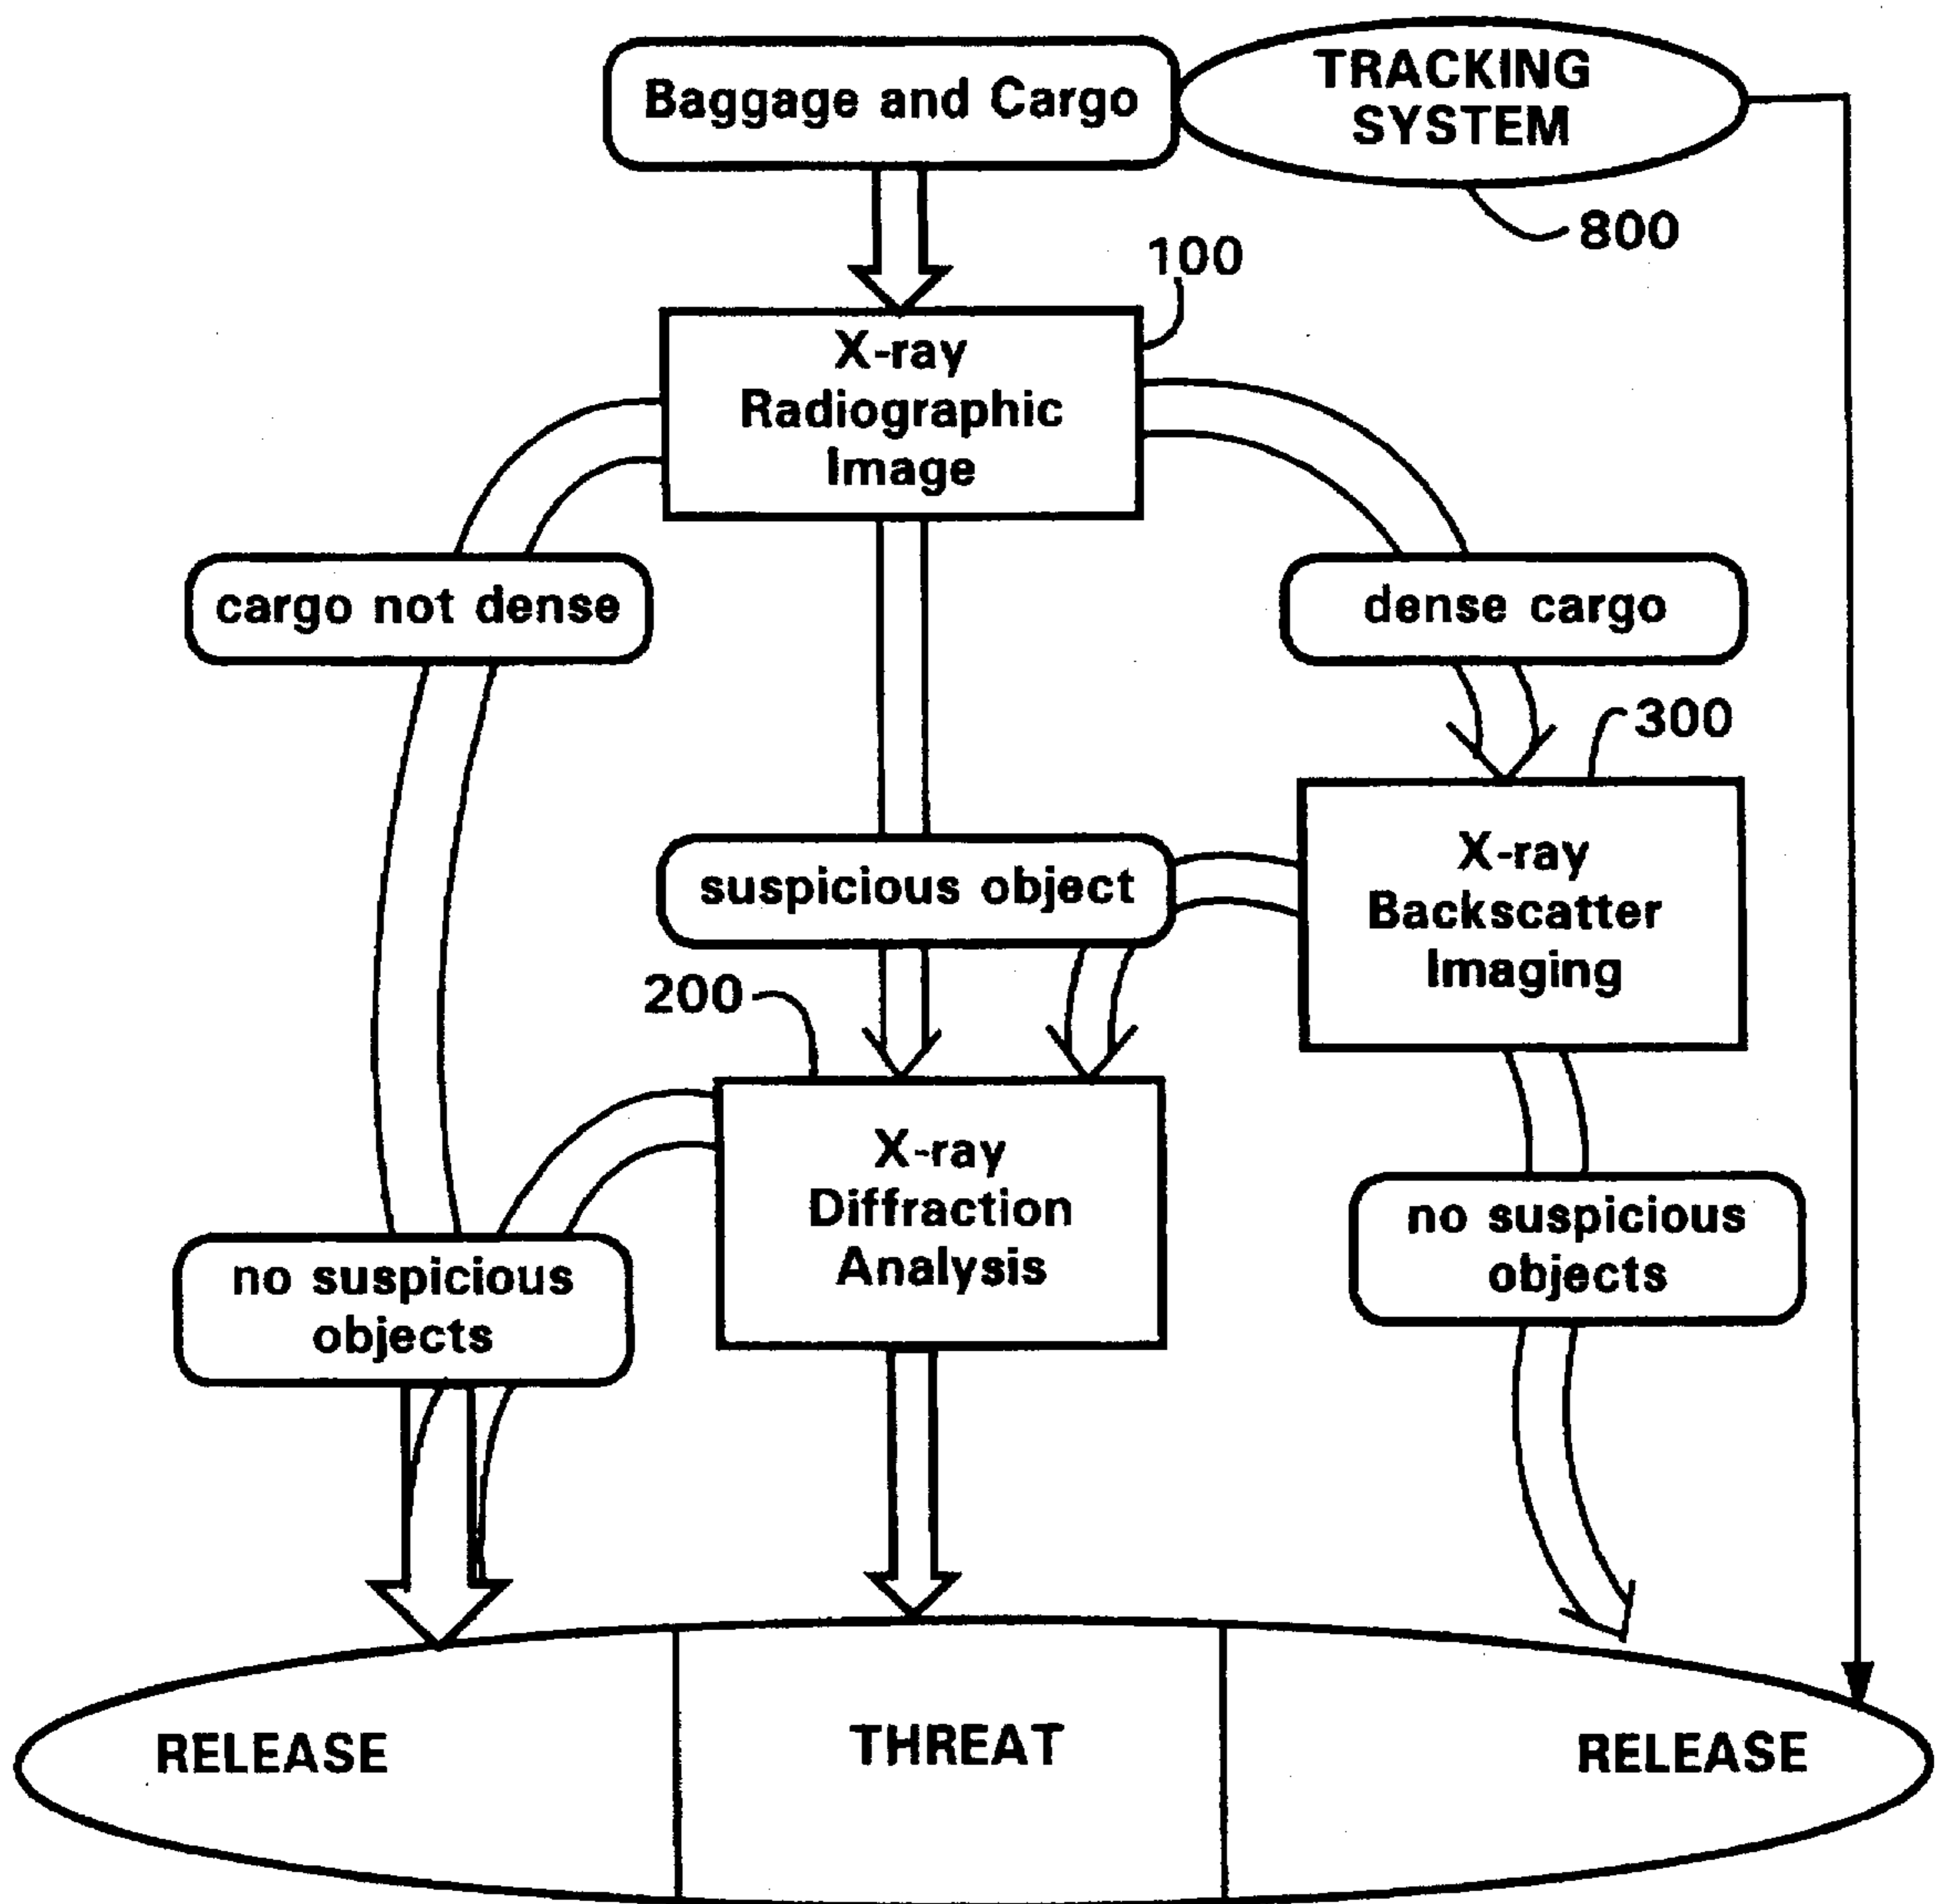 Baggage and Cargo
TRACKING
SYSTEM
800
100
X-ray
Radiographic
Image
cargo not dense
dense cargo
300
suspicious object
X-ray
Backscatter
Imaging
200
X-ray
Diffraction
Analysis
no suspicious
objects
no suspicious
objects
RELEASE
THREAT
RELEASE